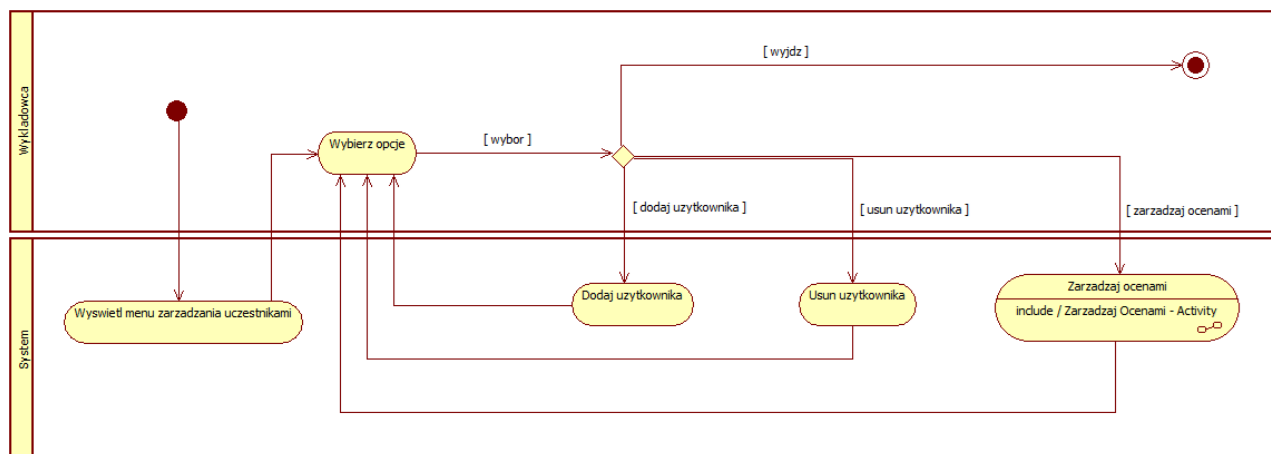 Wykladowca
[ wyjdz ]
Wybierz opcje
[ wybor ]
[ dodaj uzytkownika ]
[ usun uzytkownika ]
[ zarzadzaj ocenami ]
System
Wyswietl menu zarzadzania uczestnikami
Dodaj uzytkownika
Usun uzytkownika
Zarzadzaj ocenami
include / Zarzadzaj Ocenami - Activity